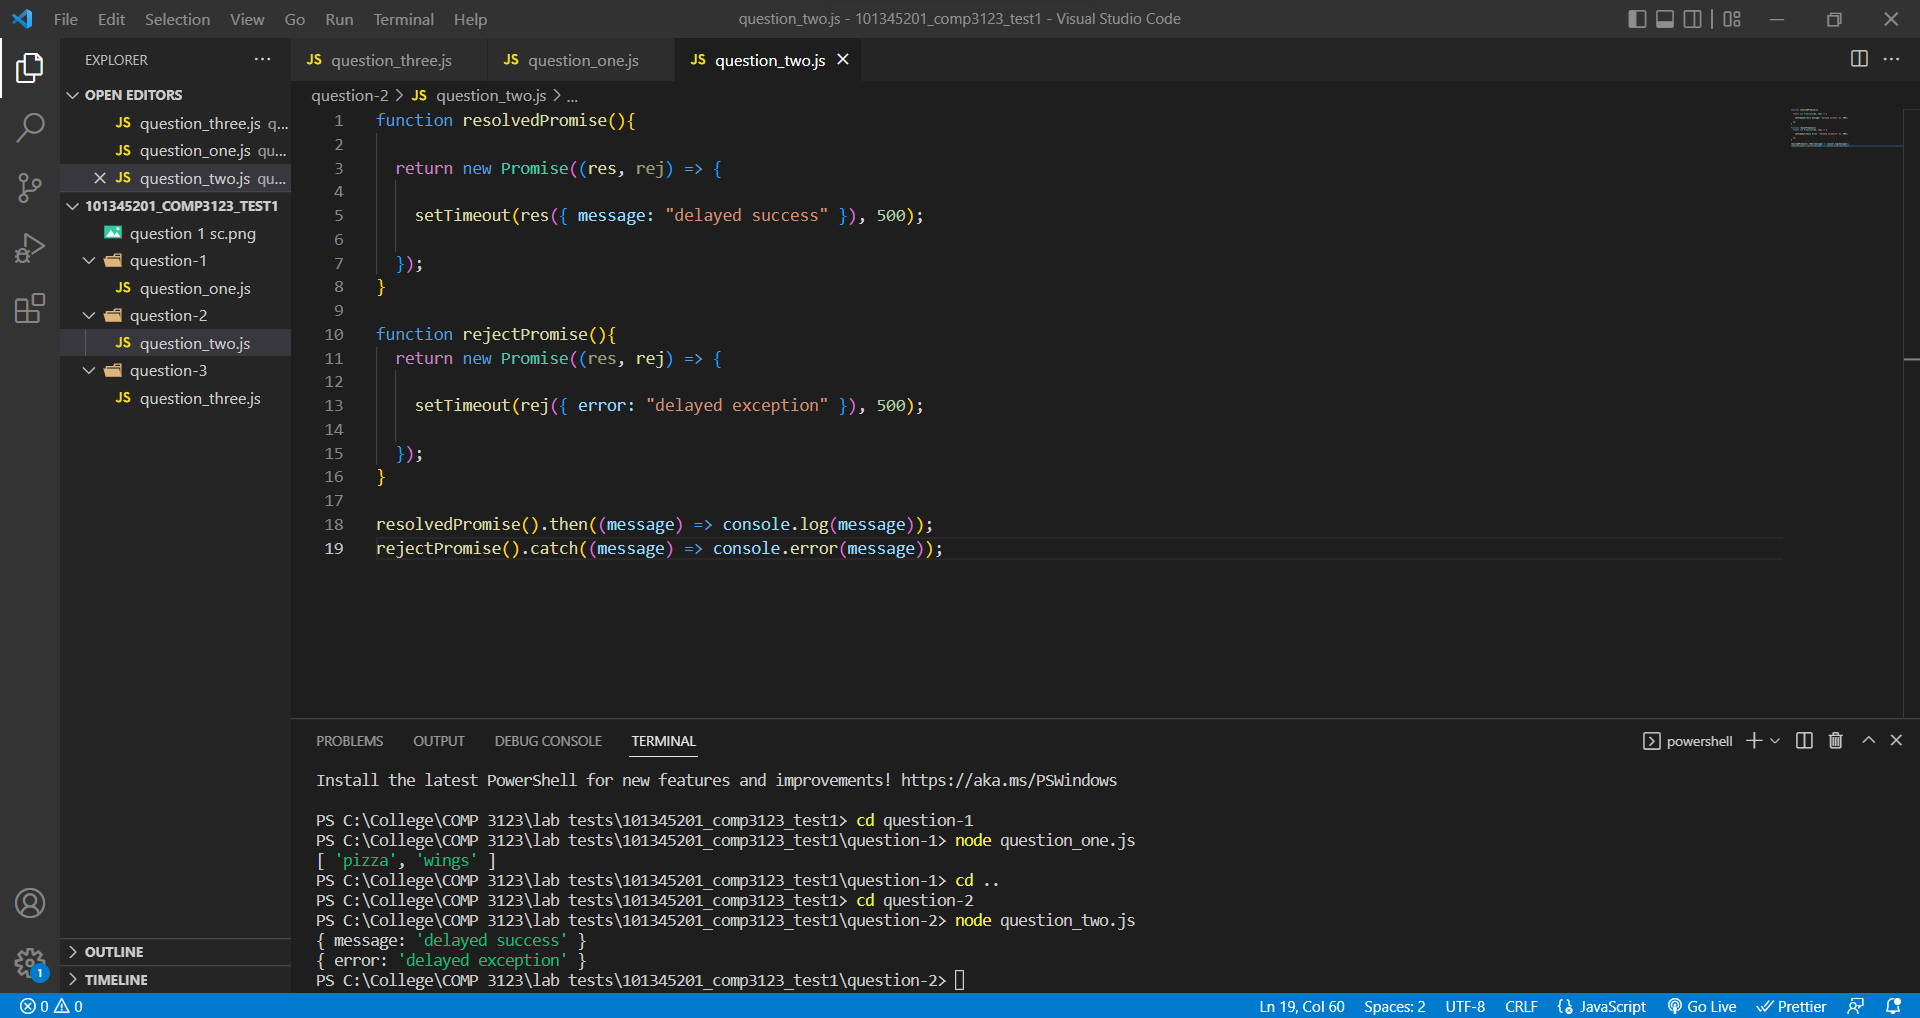 File Edit Selection View Go Run Terminal Help
question_two.js - 101345201_comp3123_test1 - Visual Studio Code
EXPLORER
OPEN EDITORS
JS question_three.js q...
JS question_one.js qu...
JS question_two.js qu...
101345201_COMP3123_TEST1
question 1 sc.png
question-1
JS question_one.js
question-2
JS question_two.js
question-3
JS question_three.js
OUTLINE
TIMELINE
JS question_three.js JS question_one.js JS question_two.js
question-2 > JS question_two.js > ...
1 function resolvedPromise(){
2
3 return new Promise((res, rej) => {
4
5 setTimeout(res({ message: "delayed success" }), 500);
6
7 });
8 }
9
10 function rejectPromise(){
11 return new Promise((res, rej) => {
12
13 setTimeout(rej({ error: "delayed exception" }), 500);
14
15 });
16 }
17
18 resolvedPromise().then((message) => console.log(message));
19 rejectPromise().catch((message) => console.error(message));
PROBLEMS OUTPUT DEBUG CONSOLE TERMINAL
powershell
Install the latest PowerShell for new features and improvements! https://aka.ms/PSWindows
PS C:\College\COMP 3123\lab tests\101345201_comp3123_test1> cd question-1
PS C:\College\COMP 3123\lab tests\101345201_comp3123_test1\question-1> node question_one.js
[ 'pizza', 'wings' ]
PS C:\College\COMP 3123\lab tests\101345201_comp3123_test1\question-1> cd ..
PS C:\College\COMP 3123\lab tests\101345201_comp3123_test1> cd question-2
PS C:\College\COMP 3123\lab tests\101345201_comp3123_test1\question-2> node question_two.js
{ message: 'delayed success' }
{ error: 'delayed exception' }
PS C:\College\COMP 3123\lab tests\101345201_comp3123_test1\question-2>
1
0 0
Ln 19, Col 60 Spaces: 2 UTF-8 CRLF {} JavaScript Go Live Prettier